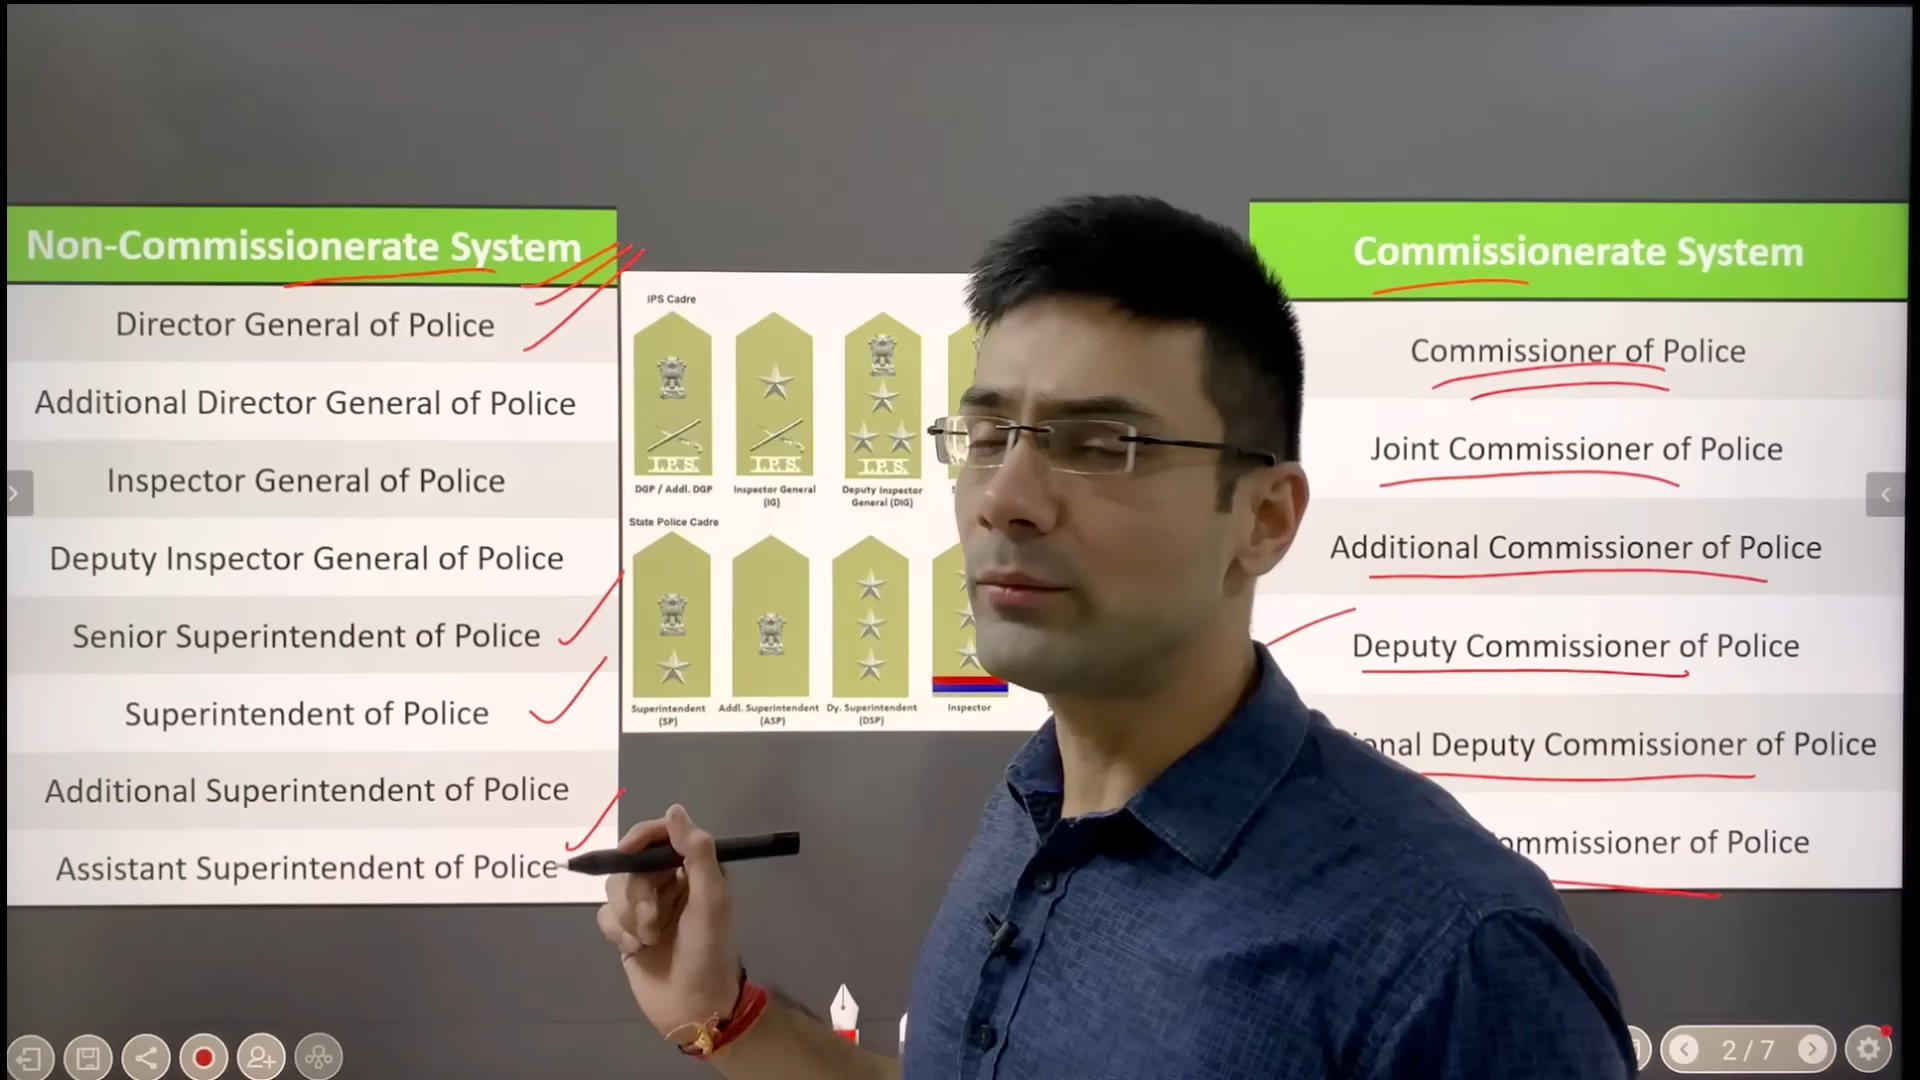 Non-Commissionerate System
Director General of Police
Additional Director General of Police
Inspector General of Police
Deputy Inspector General of Police
Senior Superintendent of Police
Superintendent of Police
Additional Superintendent of Police
Assistant Superintendent of Police
IPS Cadre
I.P.S. I.P.S. I.P.S.
DGP / Addl. DGP
Inspector General
(IG)
Deputy Inspector
General (DIG)
State Police Cadre
Superintendent
(SP)
Addl. Superintendent
(ASP)
Dy. Superintendent
(DSP)
Inspector
Commissionerate System
Commissioner of Police
Joint Commissioner of Police
Additional Commissioner of Police
Deputy Commissioner of Police
Deputy Commissioner of Police
of Police
2/7